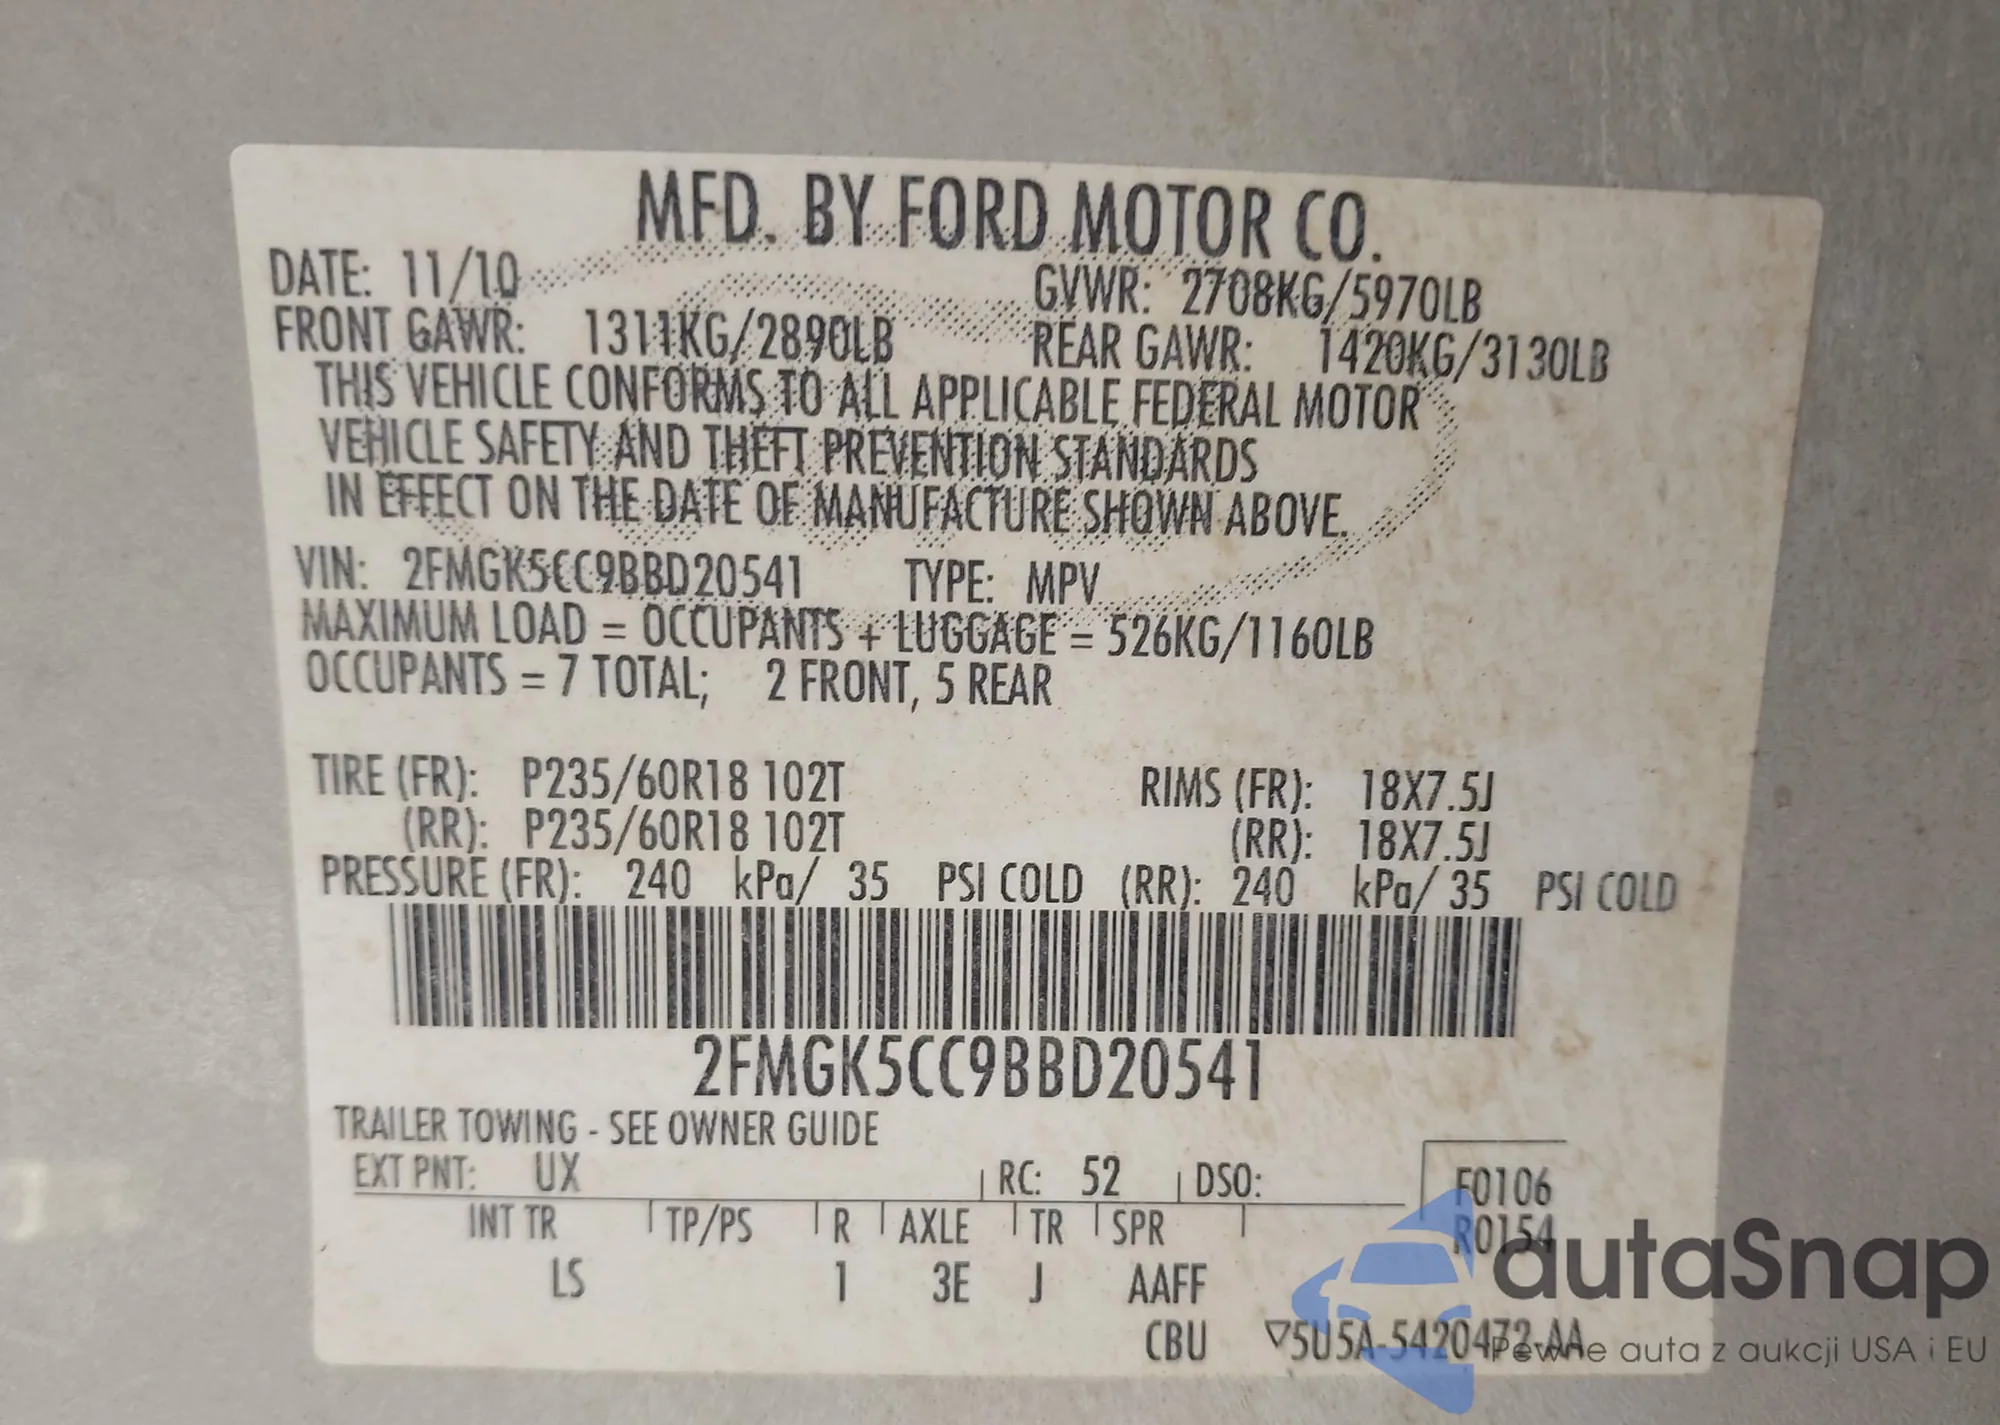 MFD. BY FORD MOTOR CO.
DATE: 11/10 GVWR: 2708KG/5970LB
FRONT GAWR: 1311KG/2890LB REAR GAWR: 1420KG/3130LB
THIS VEHICLE CONFORMS TO ALL APPLICABLE FEDERAL MOTOR
VEHICLE SAFETY AND THEFT PREVENTION STANDARDS
IN EFFECT ON THE DATE OF MANUFACTURE SHOWN ABOVE.
VIN: 2FMGK5CC9BBD20541 TYPE: MPV
MAXIMUM LOAD = OCCUPANTS + LUGGAGE = 526KG/1160LB
OCCUPANTS = 7 TOTAL; 2 FRONT, 5 REAR
TIRE (FR): P235/60R18 102T RIMS (FR): 18X7.5J
(RR): P235/60R18 102T (RR): 18X7.5J
PRESSURE (FR): 240 kPa/ 35 PSI COLD (RR): 240 kPa/ 35 PSI COLD
2FMGK5CC9BBD20541
TRAILER TOWING - SEE OWNER GUIDE
EXT PNT: UX RC: 52 DSO: F0106
R0154
INT TR TP/PS R AXLE TR SPR
LS 1 3E J AAFF
CBU ▽5U5A-5420472-AA
autaSnap
Pewne auta z aukcji USA i EU